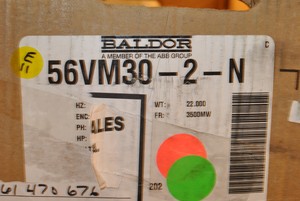 BALDOR
A MEMBER OF THE ABB GROUP
56VM30-2-N
E
HZ:
WT: 22.000
ENC:
FR: 3500MW
PH:
ALES
HP:
202
61 470 676